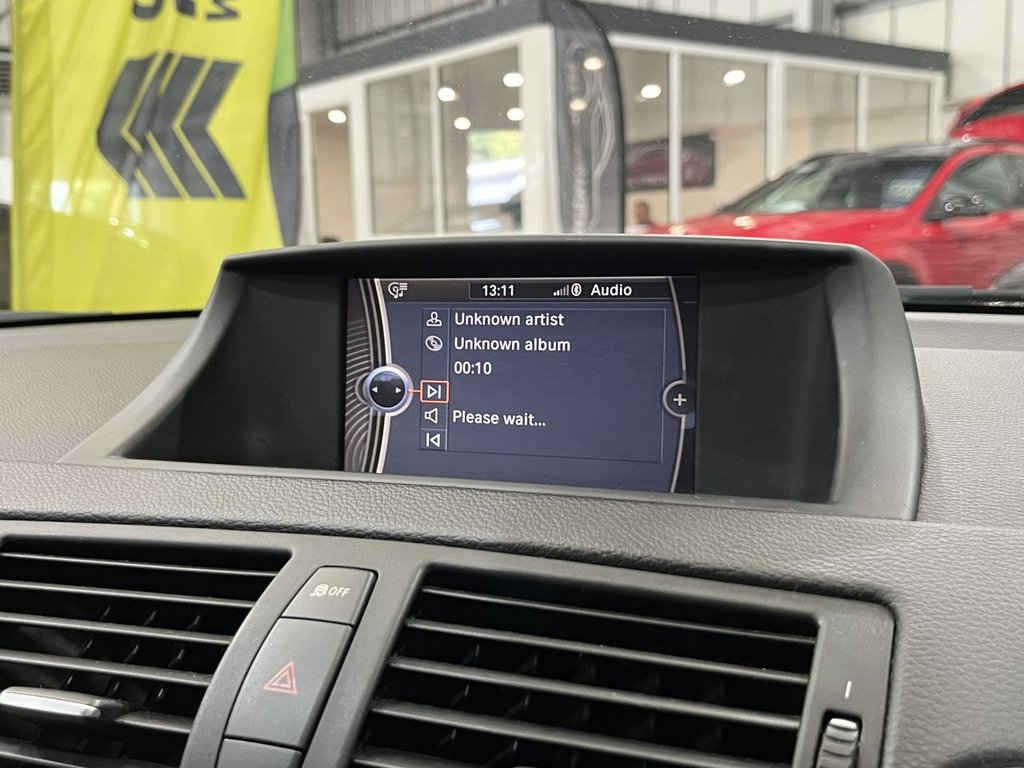 13:11 Audio
Unknown artist
Unknown album
00:10
Please wait...
OFF